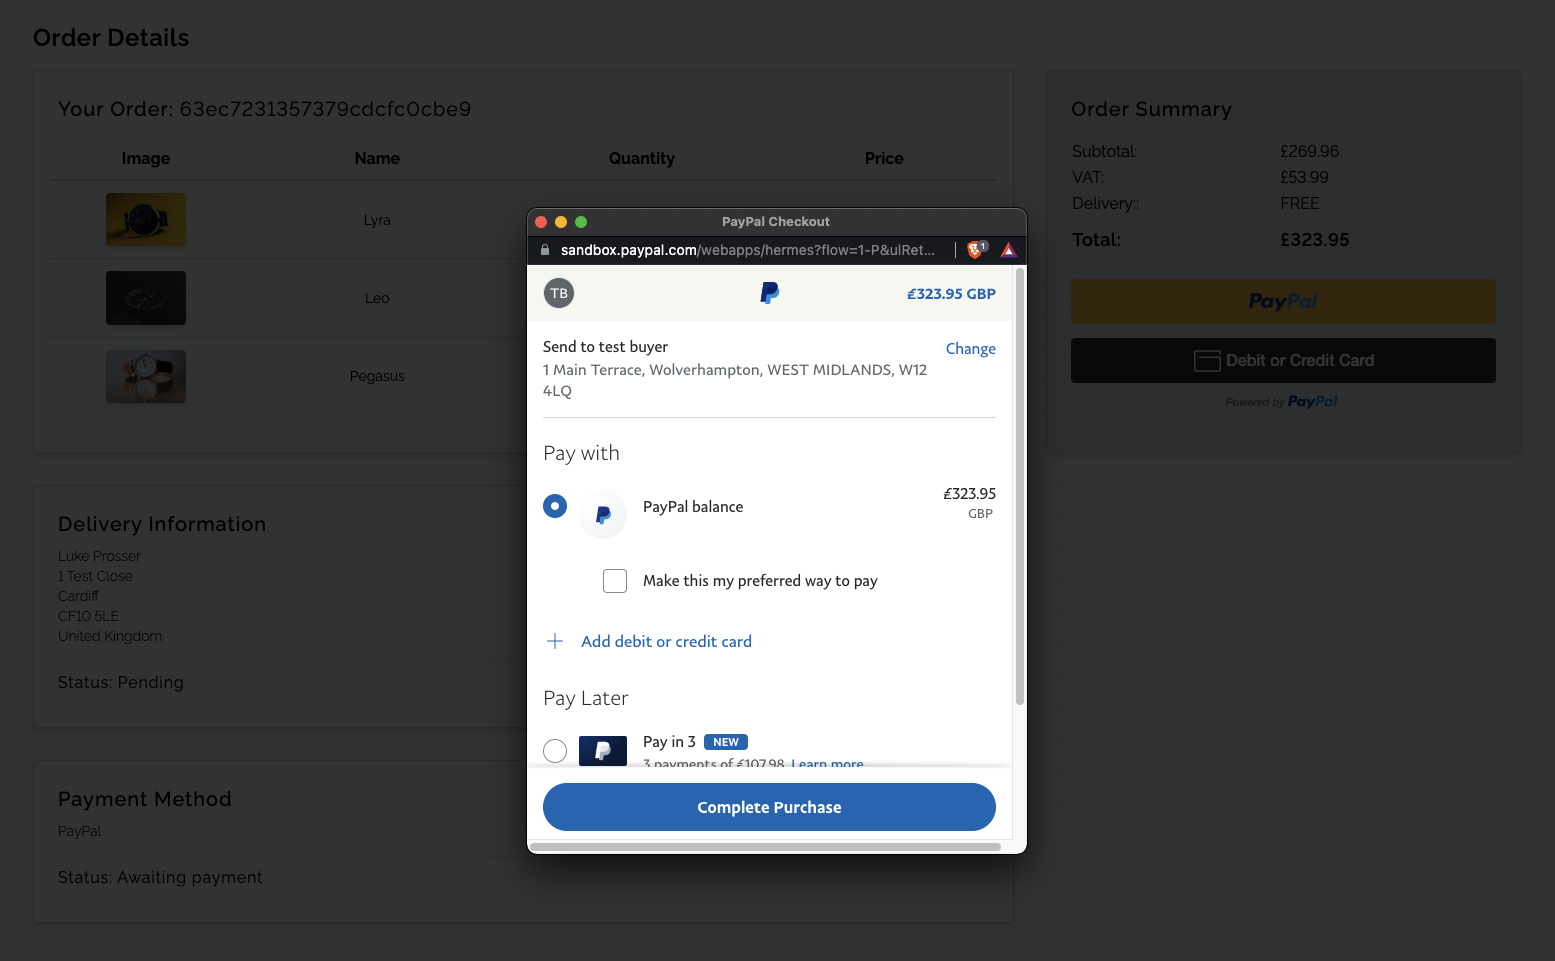 Order Details
Your Order: 63ec7231357379cdcfc0cbe9
Image Name Quantity Price
Lyra
Leo
Pegasus
Delivery Information
Luke Prosser
1 Test Close
Cardiff
CF10 5LE
United Kingdom
Status: Pending
Payment Method
PayPal
Status: Awaiting payment
Order Summary
Subtotal: £269.96
VAT: £53.99
Delivery:: FREE
Total: £323.95
PayPal
Debit or Credit Card
Powered by PayPal
PayPal Checkout
sandbox.paypal.com/webapps/hermes?flow=1-P&ulRet...
1
TB
£323.95 GBP
Send to test buyer
Change
1 Main Terrace, Wolverhampton, WEST MIDLANDS, W12
4LQ
Pay with
PayPal balance
£323.95
GBP
Make this my preferred way to pay
Add debit or credit card
Pay Later
Pay in 3 NEW
3 payments of £107.98 Learn more
Complete Purchase